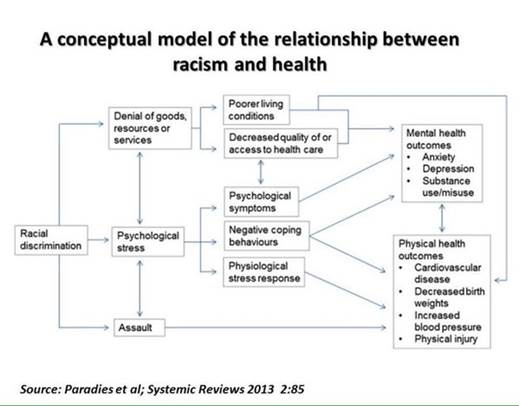 A conceptual model of the relationship between
racism and health
Poorer living
conditions
Denial of goods,
resources or
services
Decreased quality of or
access to health care
Mental health
outcomes
• Anxiety
• Depression
• Substance
use/misuse
Psychological
symptoms
Racial
discrimination
Psychological
stress
Negative coping
behaviours
Physiological
stress response
Physical health
outcomes
• Cardiovascular
disease
• Decreased birth
weights
• Increased
blood pressure
• Physical injury
Assault
Source: Paradies et al; Systemic Reviews 2013 2:85